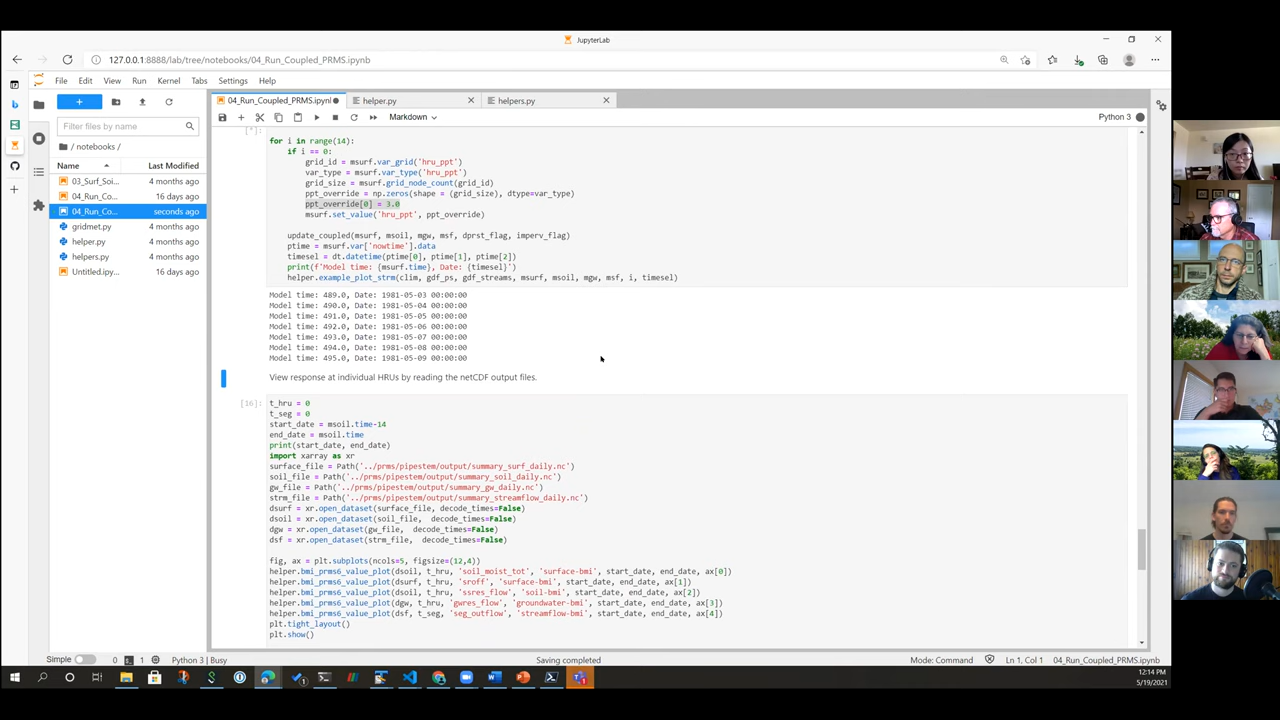 JupyterLab
127.0.0.1:8888/lab/tree/notebooks/04_Run_Coupled_PRMS.ipynb
File Edit View Run Kernel Tabs Settings Help
04_Run_Coupled_PRMS.ipynl helper.py helpers.py
Markdown
Python 3
Filter files by name
/ notebooks /
Name Last Modified
03_Surf_Soi... 4 months ago
04_Run_Co... 16 days ago
04_Run_Co... seconds ago
gridmet.py 4 months ago
helper.py 4 months ago
helpers.py 4 months ago
Untitled.ipy... 16 days ago
[*]:
for i in range(14):
if i == 0:
grid_id = msurf.var_grid('hru_ppt')
var_type = msurf.var_type('hru_ppt')
grid_size = msurf.grid_node_count(grid_id)
ppt_override = np.zeros(shape = (grid_size), dtype=var_type)
ppt_override[0] = 3.0
msurf.set_value('hru_ppt', ppt_override)
update_coupled(msurf, msoil, mgw, msf, dprst_flag, imperv_flag)
ptime = msurf.var['nowtime'].data
timesel = dt.datetime(ptime[0], ptime[1], ptime[2])
print(f'Model time: {msurf.time}, Date: {timesel}')
helper.example_plot_strm(clim, gdf_ps, gdf_streams, msurf, msoil, mgw, msf, i, timesel)
Model time: 489.0, Date: 1981-05-03 00:00:00
Model time: 490.0, Date: 1981-05-04 00:00:00
Model time: 491.0, Date: 1981-05-05 00:00:00
Model time: 492.0, Date: 1981-05-06 00:00:00
Model time: 493.0, Date: 1981-05-07 00:00:00
Model time: 494.0, Date: 1981-05-08 00:00:00
Model time: 495.0, Date: 1981-05-09 00:00:00
View response at individual HRUs by reading the netCDF output files.
[16]:
t_hru = 0
t_seg = 0
start_date = msoil.time-14
end_date = msoil.time
print(start_date, end_date)
import xarray as xr
surface_file = Path('../prms/pipestem/output/summary_surf_daily.nc')
soil_file = Path('../prms/pipestem/output/summary_soil_daily.nc')
gw_file = Path('../prms/pipestem/output/summary_gw_daily.nc')
strm_file = Path('../prms/pipestem/output/summary_streamflow_daily.nc')
dsurf = xr.open_dataset(surface_file, decode_times=False)
dsoil = xr.open_dataset(soil_file, decode_times=False)
dgw = xr.open_dataset(gw_file, decode_times=False)
dsf = xr.open_dataset(strm_file, decode_times=False)
fig, ax = plt.subplots(ncols=5, figsize=(12,4))
helper.bmi_prms6_value_plot(dsoil, t_hru, 'soil_moist_tot', 'surface-bmi', start_date, end_date, ax[0])
helper.bmi_prms6_value_plot(dsurf, t_hru, 'sroff', 'surface-bmi', start_date, end_date, ax[1])
helper.bmi_prms6_value_plot(dsoil, t_hru, 'ssres_flow', 'soil-bmi', start_date, end_date, ax[2])
helper.bmi_prms6_value_plot(dgw, t_hru, 'gwres_flow', 'groundwater-bmi', start_date, end_date, ax[3])
helper.bmi_prms6_value_plot(dsf, t_seg, 'seg_outflow', 'streamflow-bmi', start_date, end_date, ax[4])
plt.tight_layout()
plt.show()
Simple 0 1 Python 3 | Busy Saving completed Mode: Command Ln 1, Col 1 04_Run_Coupled_PRMS.ipynb
12:14 PM
5/19/2021